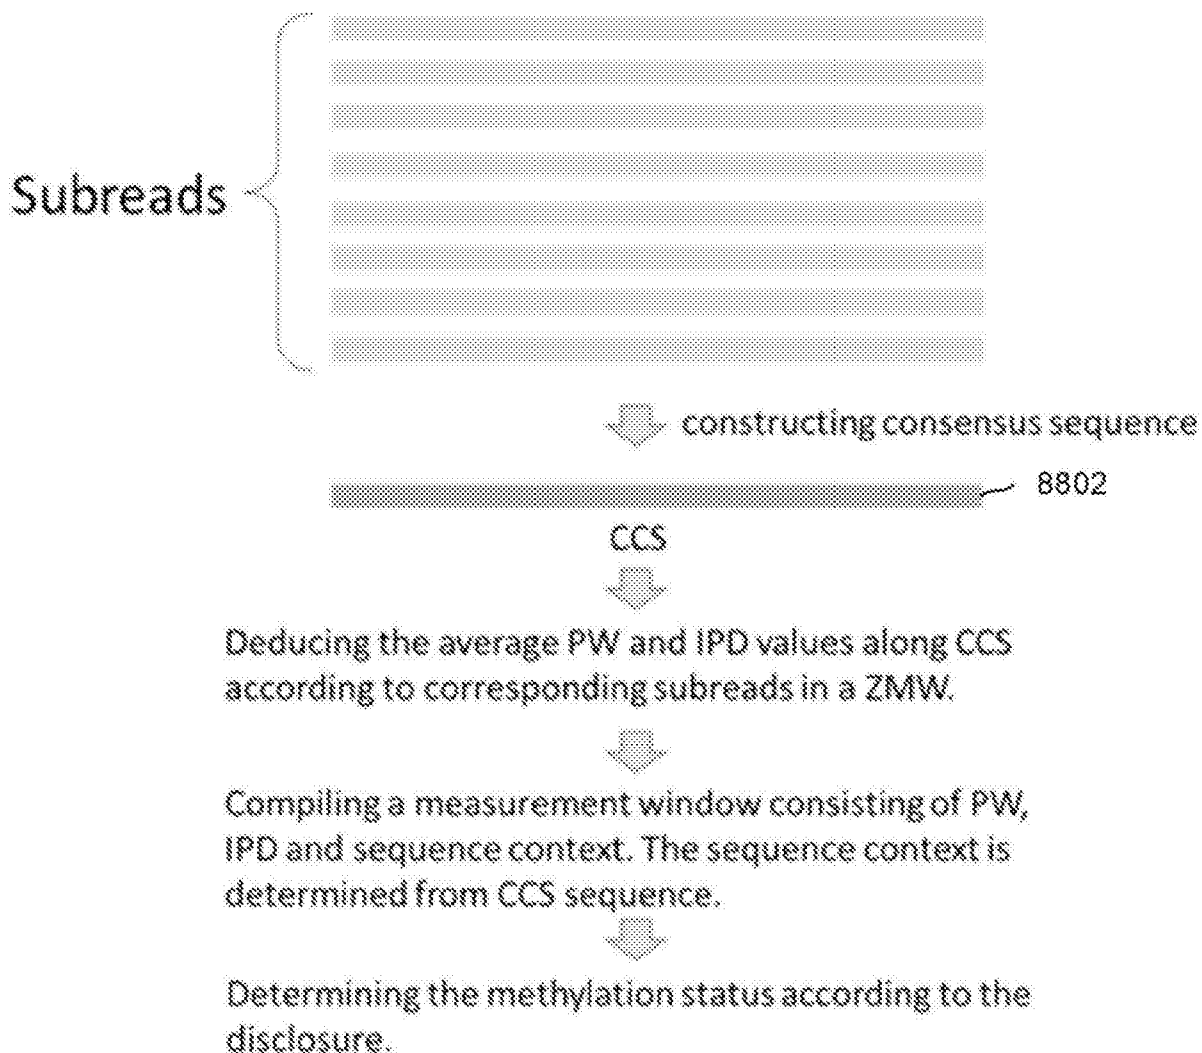 Subreads
constructing consensus sequence
8802
CCS
Deducing the average PW and IPD values along CCS
according to corresponding subreads in a ZMW.
Compiling a measurement window consisting of PW,
IPD and sequence context. The sequence context is
determined from CCS sequence.
Determining the methylation status according to the
disclosure.